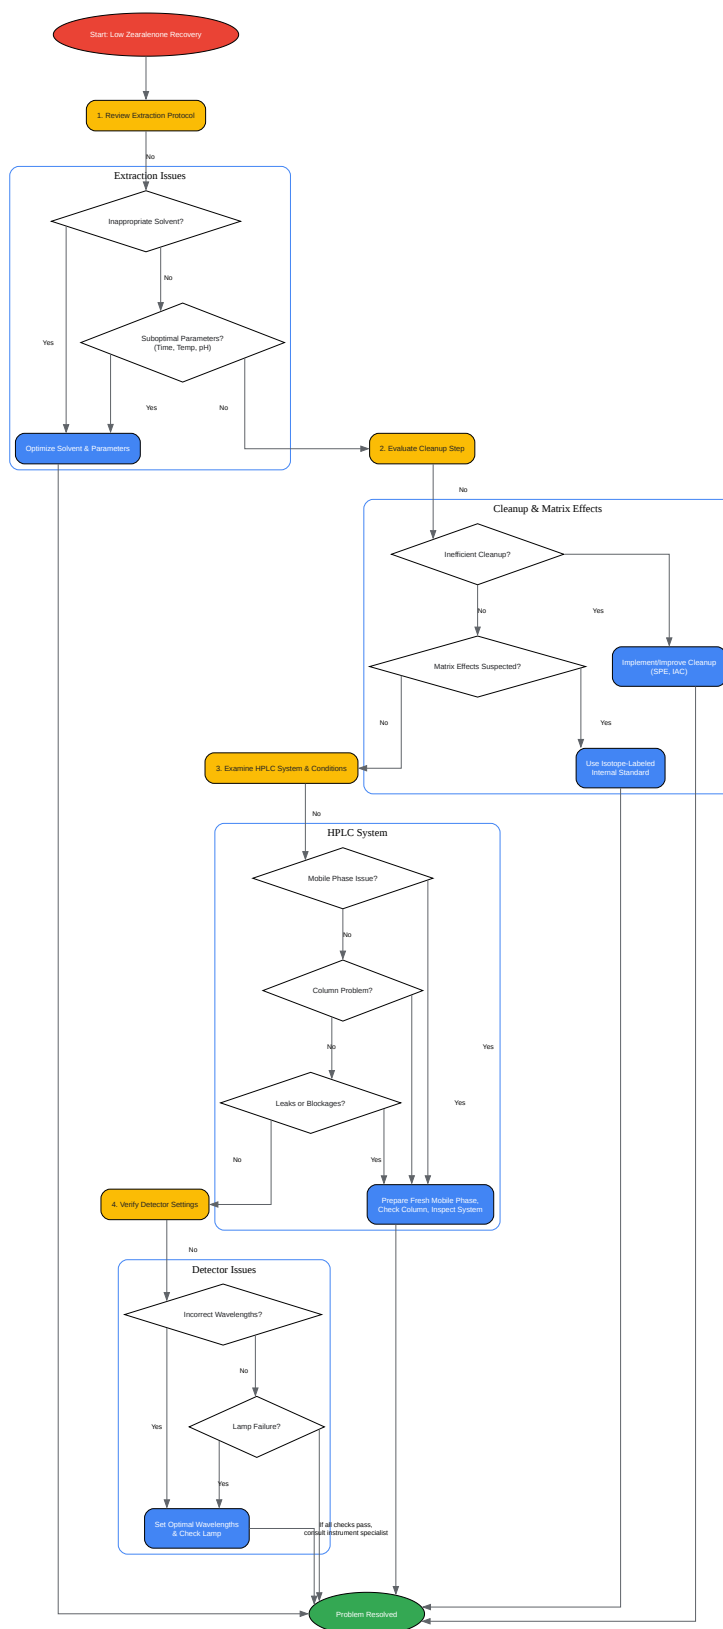 Start: Low Zearalenone Recovery
1. Review Extraction Protocol
No
Extraction Issues
Inappropriate Solvent?
No
Yes
Suboptimal Parameters?
(Time, Temp, pH)
Yes
No
Optimize Solvent & Parameters
2. Evaluate Cleanup Step
No
Cleanup & Matrix Effects
Inefficient Cleanup?
No
Yes
Implement/Improve Cleanup
(SPE, IAC)
Matrix Effects Suspected?
No
Yes
Use Isotope-Labeled
Internal Standard
3. Examine HPLC System & Conditions
No
HPLC System
Mobile Phase Issue?
No
Column Problem?
No
Yes
Leaks or Blockages?
Yes
No
Yes
Prepare Fresh Mobile Phase,
Check Column, Inspect System
4. Verify Detector Settings
No
Detector Issues
Incorrect Wavelengths?
No
Yes
Lamp Failure?
Yes
Set Optimal Wavelengths
& Check Lamp
If all checks pass,
consult instrument specialist
Problem Resolved